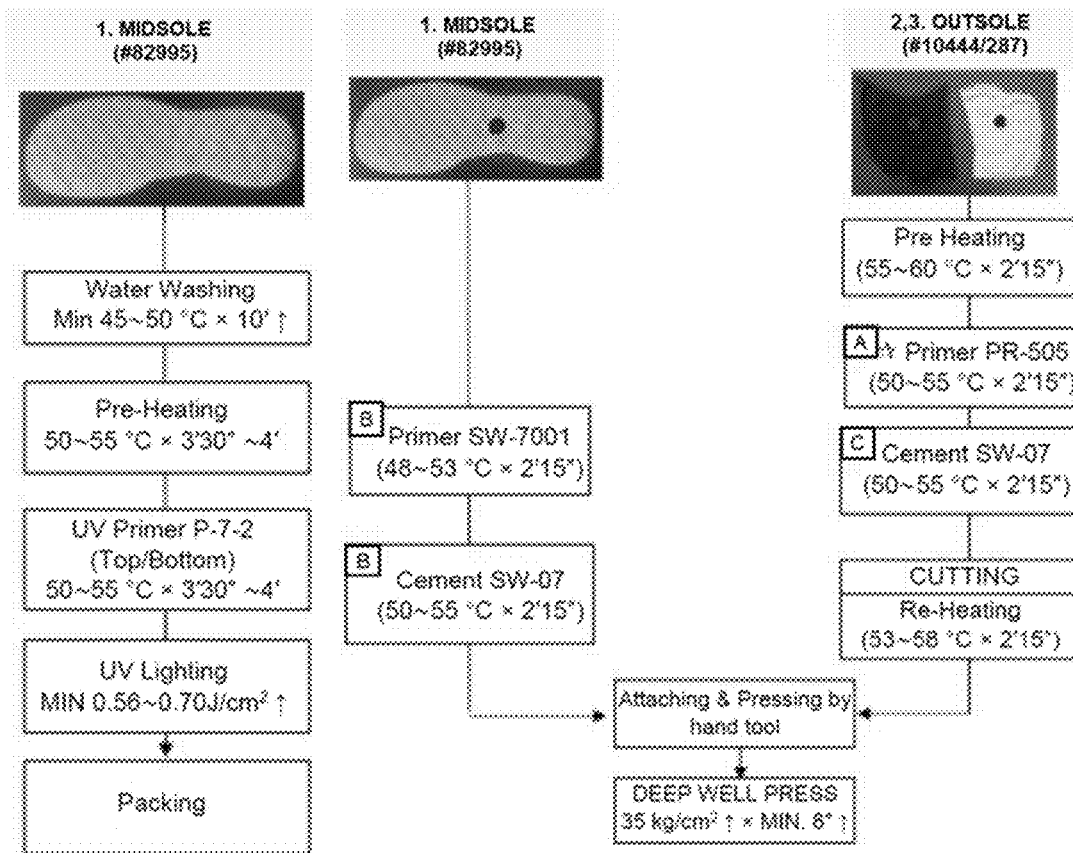 1. MIDSOLE
(#82995)
Water Washing
Min 45~50 °C × 10' ↑
Pre-Heating
50~55 °C × 3'30" ~4'
UV Primer P-7-2
(Top/Bottom)
50~55 °C × 3'30" ~4'
UV Lighting
MIN 0.56~0.70J/cm² ↑
Packing
1. MIDSOLE
(#82995)
B
Primer SW-7001
(48~53 °C × 2'15")
B
Cement SW-07
(50~55 °C × 2'15")
2,3. OUTSOLE
(#10444/287)
Pre Heating
(55~60 °C × 2'15")
A
☆ Primer PR-505
(50~55 °C × 2'15")
C
Cement SW-07
(50~55 °C × 2'15")
CUTTING
Re-Heating
(53~58 °C × 2'15")
Attaching & Pressing by
hand tool
DEEP WELL PRESS
35 kg/cm² ↑ × MIN. 6" ↑